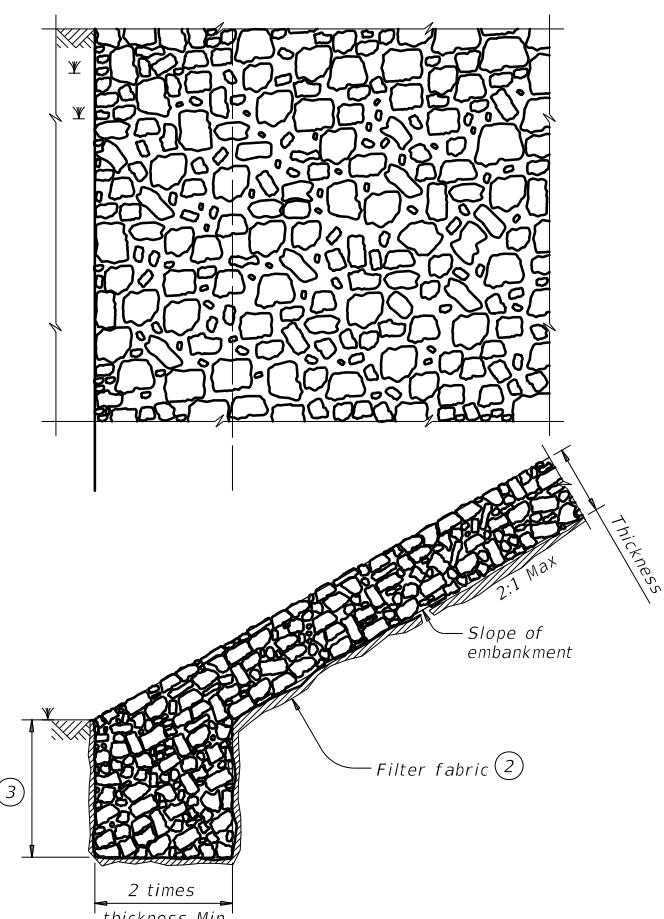 Thickness
2:1 Max
Slope of
embankment
Filter fabric 2
3
2 times
thickness Min